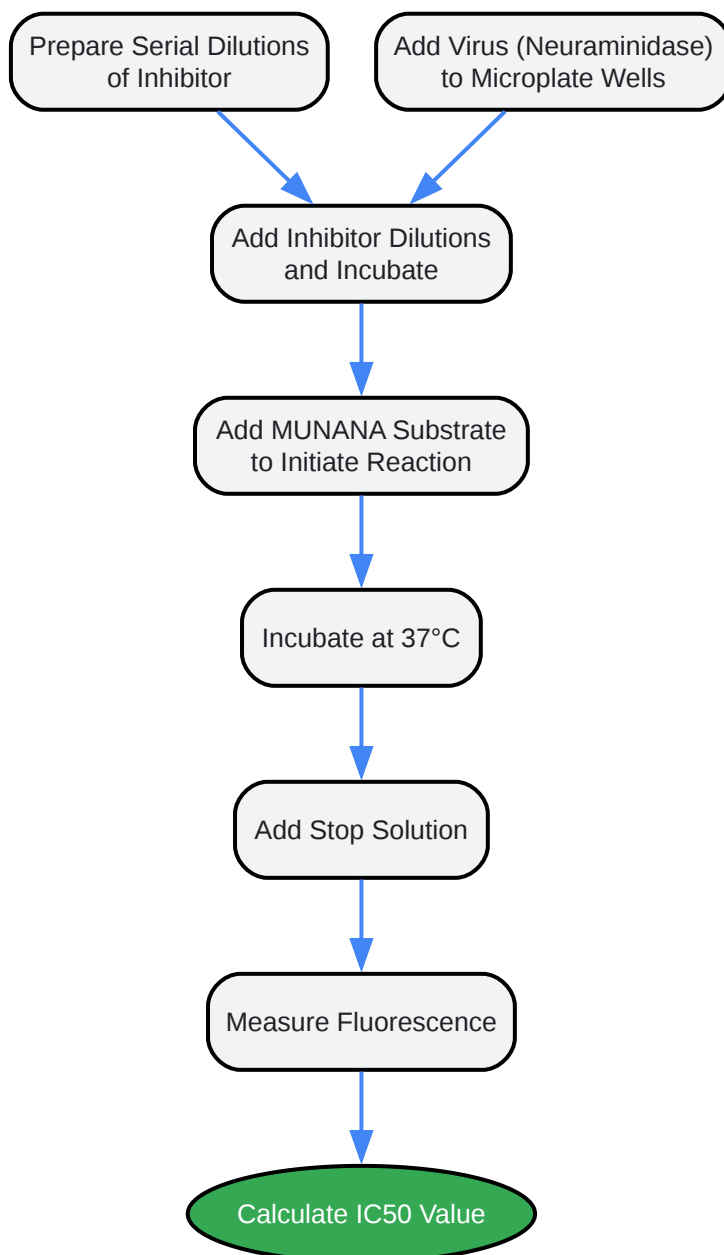 Prepare Serial Dilutions
of Inhibitor
Add Virus (Neuraminidase)
to Microplate Wells
Add Inhibitor Dilutions
and Incubate
Add MUNANA Substrate
to Initiate Reaction
Incubate at 37°C
Add Stop Solution
Measure Fluorescence
Calculate IC50 Value